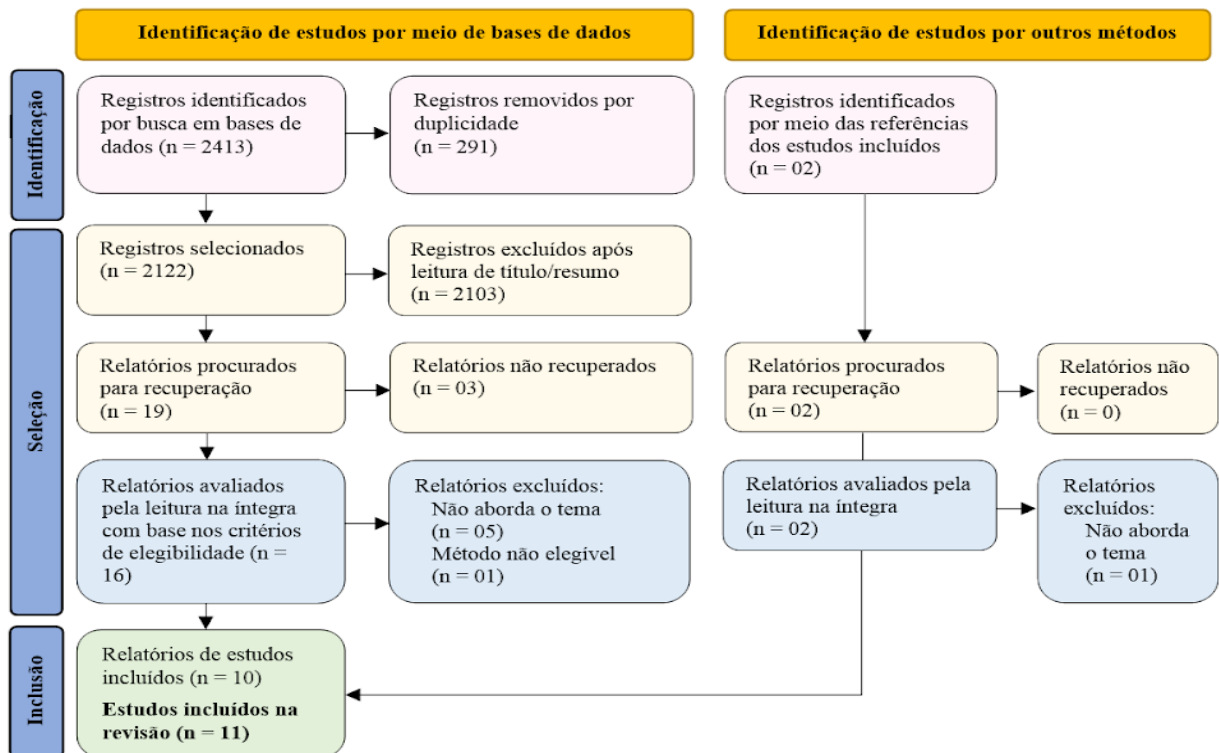 Identificação de estudos por meio de bases de dados
Identificação de estudos por outros métodos
Identificação
Registros identificados
por busca em bases de
dados (n = 2413)
Registros removidos por
duplicidade
(n = 291)
Registros identificados
por meio das referências
dos estudos incluídos
(n = 02)
Seleção
Registros selecionados
(n = 2122)
Registros excluídos após
leitura de título/resumo
(n = 2103)
Relatórios procurados
para recuperação
(n = 19)
Relatórios não recuperados
(n = 03)
Relatórios procurados
para recuperação
(n = 02)
Relatórios não
recuperados
(n = 0)
Relatórios avaliados
pela leitura na íntegra
com base nos critérios
de elegibilidade (n =
16)
Relatórios excluídos:
Não aborda o tema
(n = 05)
Método não elegível
(n = 01)
Relatórios avaliados pela
leitura na íntegra
(n = 02)
Relatórios
excluídos:
Não aborda
o tema
(n = 01)
Inclusão
Relatórios de estudos
incluídos (n = 10)
Estudos incluídos na
revisão (n = 11)